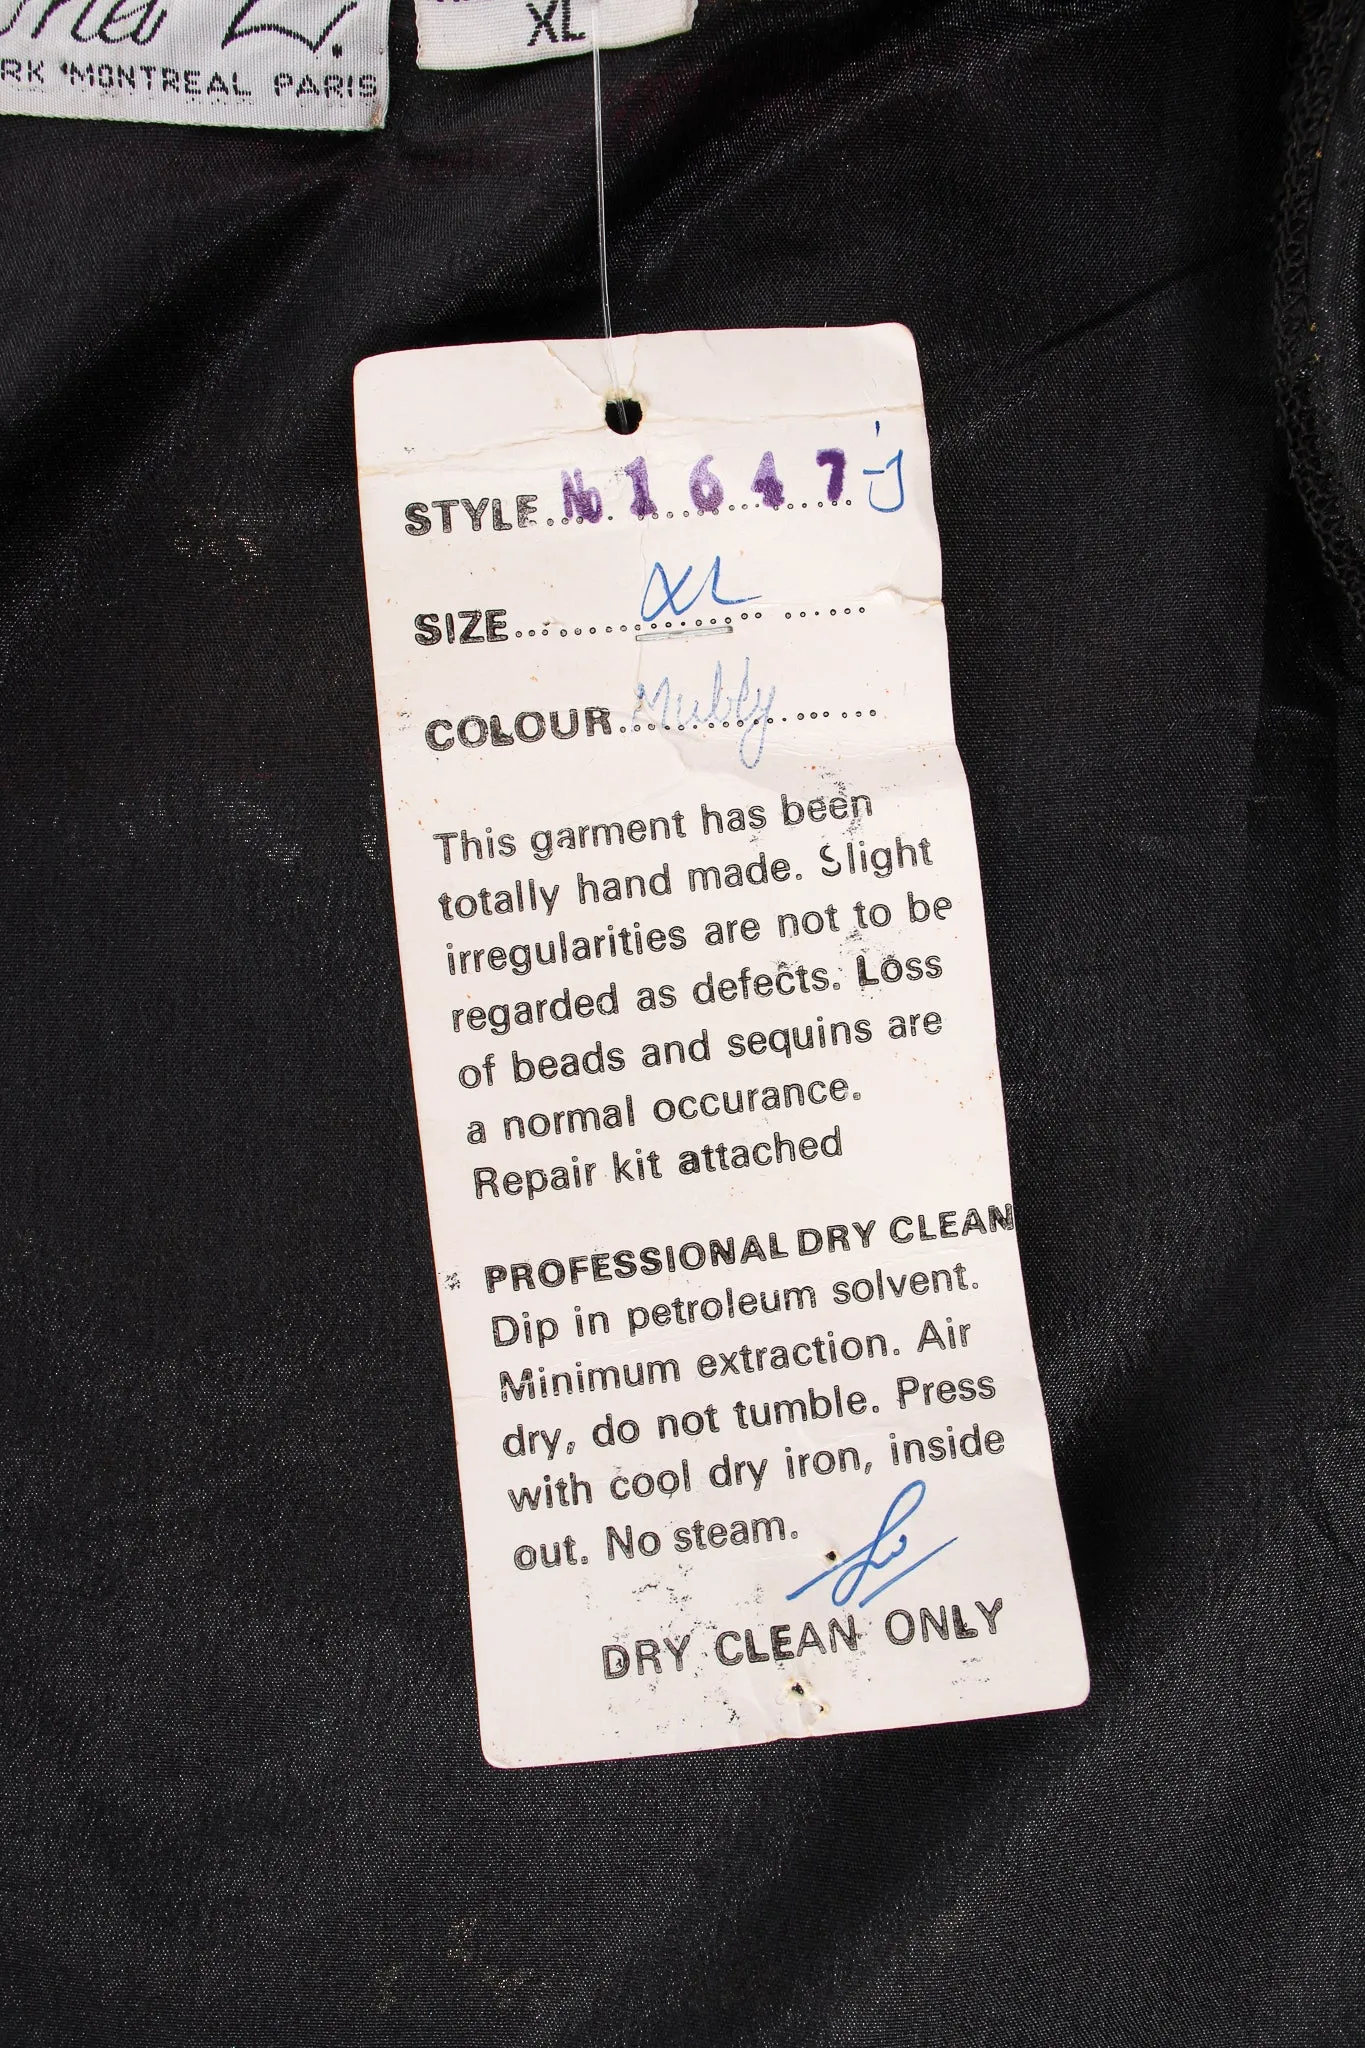 L.
RK MONTREAL PARIS
XL
STYLE No 1647 -J
SIZE XL
COLOUR
This garment has been
totally hand made. Slight
irregularities are not to be
regarded as defects. Loss
of beads and sequins are
a normal occurance.
Repair kit attached
PROFESSIONAL DRY CLEAN
Dip in petroleum solvent.
Minimum extraction. Air
dry, do not tumble. Press
with cool dry iron, inside
out. No steam.
DRY CLEAN ONLY